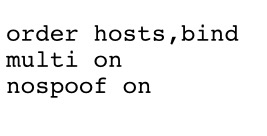 order hosts,bind
multi on
nospoof on